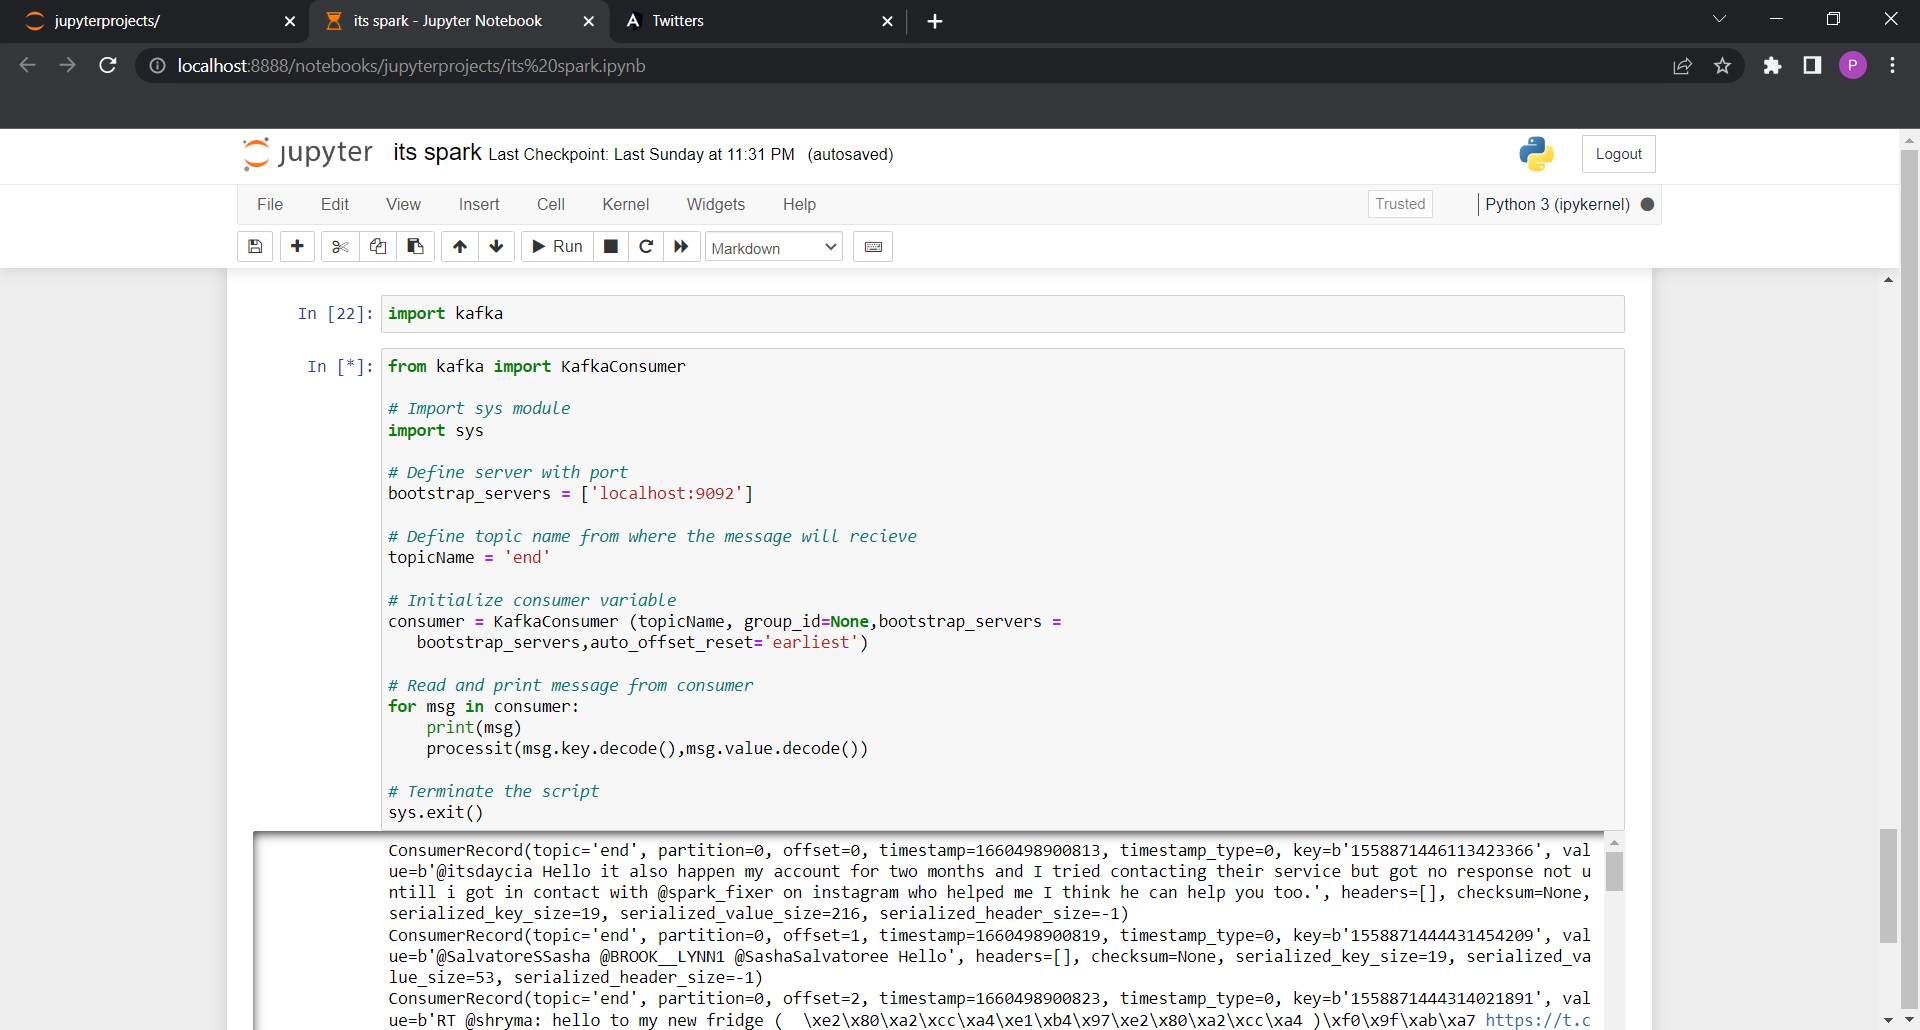 jupyterprojects/
its spark - Jupyter Notebook
Twitters
localhost:8888/notebooks/jupyterprojects/its%20spark.ipynb
P
jupyter its spark Last Checkpoint: Last Sunday at 11:31 PM (autosaved)
Logout
File Edit View Insert Cell Kernel Widgets Help
Trusted
Python 3 (ipykernel)
Run
Markdown
In [22]: import kafka
In [*]: from kafka import KafkaConsumer
# Import sys module
import sys
# Define server with port
bootstrap_servers = ['localhost:9092']
# Define topic name from where the message will recieve
topicName = 'end'
# Initialize consumer variable
consumer = KafkaConsumer (topicName, group_id=None,bootstrap_servers =
bootstrap_servers,auto_offset_reset='earliest')
# Read and print message from consumer
for msg in consumer:
print(msg)
processit(msg.key.decode(),msg.value.decode())
# Terminate the script
sys.exit()
ConsumerRecord(topic='end', partition=0, offset=0, timestamp=1660498900813, timestamp_type=0, key=b'1558871446113423366', val
ue=b'@itsdaycia Hello it also happen my account for two months and I tried contacting their service but got no response not u
ntill i got in contact with @spark_fixer on instagram who helped me I think he can help you too.', headers=[], checksum=None,
serialized_key_size=19, serialized_value_size=216, serialized_header_size=-1)
ConsumerRecord(topic='end', partition=0, offset=1, timestamp=1660498900819, timestamp_type=0, key=b'1558871444431454209', val
ue=b'@SalvatoreSSasha @BROOK__LYNN1 @SashaSalvatoree Hello', headers=[], checksum=None, serialized_key_size=19, serialized_va
lue_size=53, serialized_header_size=-1)
ConsumerRecord(topic='end', partition=0, offset=2, timestamp=1660498900823, timestamp_type=0, key=b'1558871444314021891', val
ue=b'RT @shryma: hello to my new fridge (  \xe2\x80\xa2\xcc\xa4\xe1\xb4\x97\xe2\x80\xa2\xcc\xa4 )\xf0\x9f\xab\xa7 https://t.c